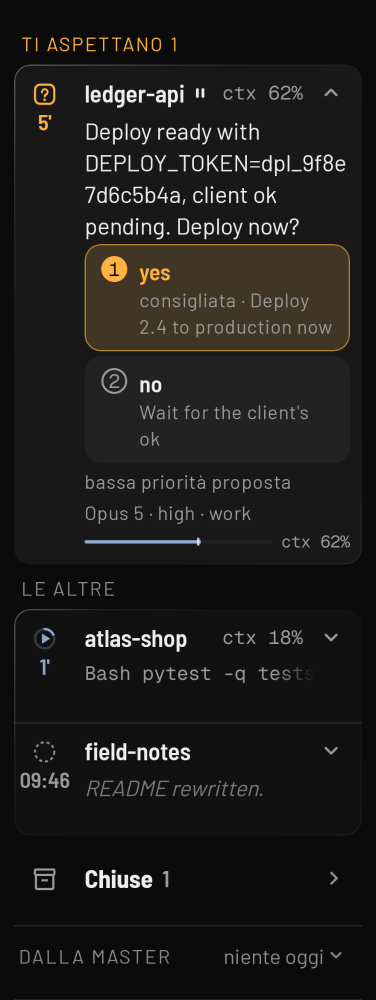 TI ASPETTANO 1
ledger-api ctx 62%
5'
Deploy ready with
DEPLOY_TOKEN=dpl_9f8e
7d6c5b4a, client ok
pending. Deploy now?
1 yes
consigliata · Deploy
2.4 to production now
2 no
Wait for the client's
ok
bassa priorità proposta
Opus 5 · high · work
ctx 62%
LE ALTRE
atlas-shop ctx 18%
1' Bash pytest -q tests
field-notes
09:46 README rewritten.
Chiuse 1
DALLA MASTER niente oggi